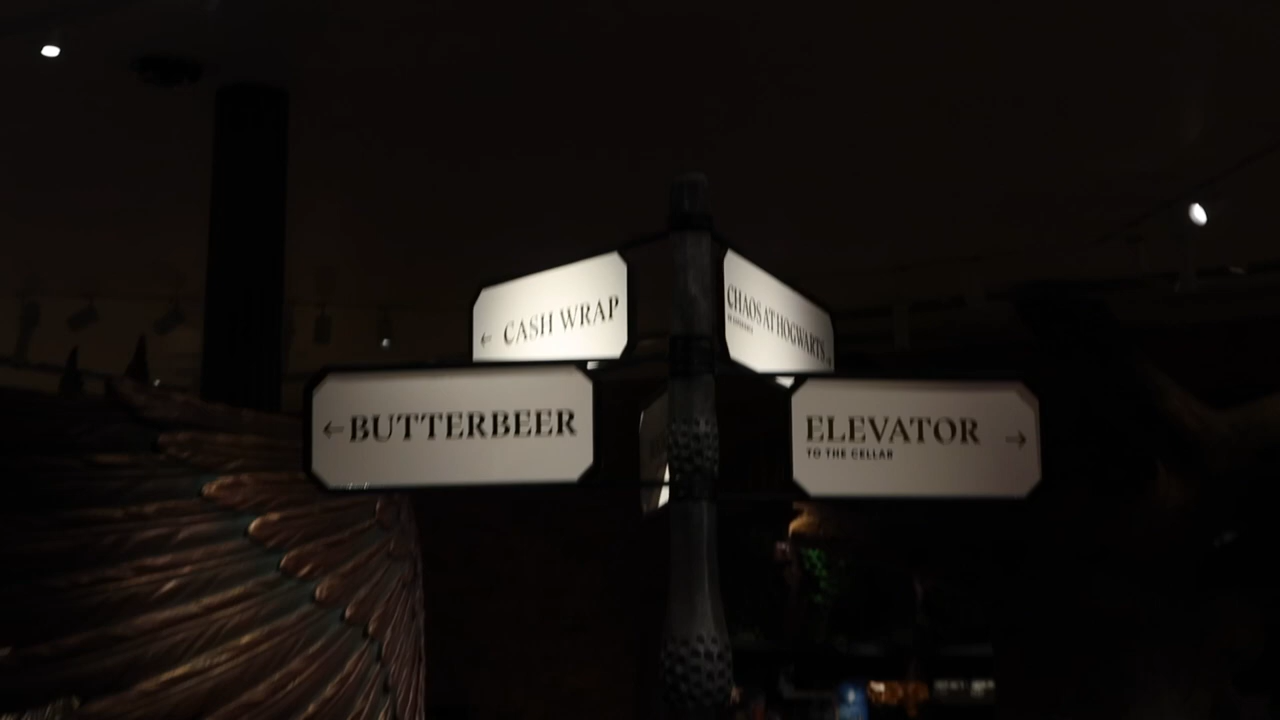 ← CASH WRAP
CHAOS AT HOGWARTS
← BUTTERBEER
ELEVATOR →
TO THE CELLAR